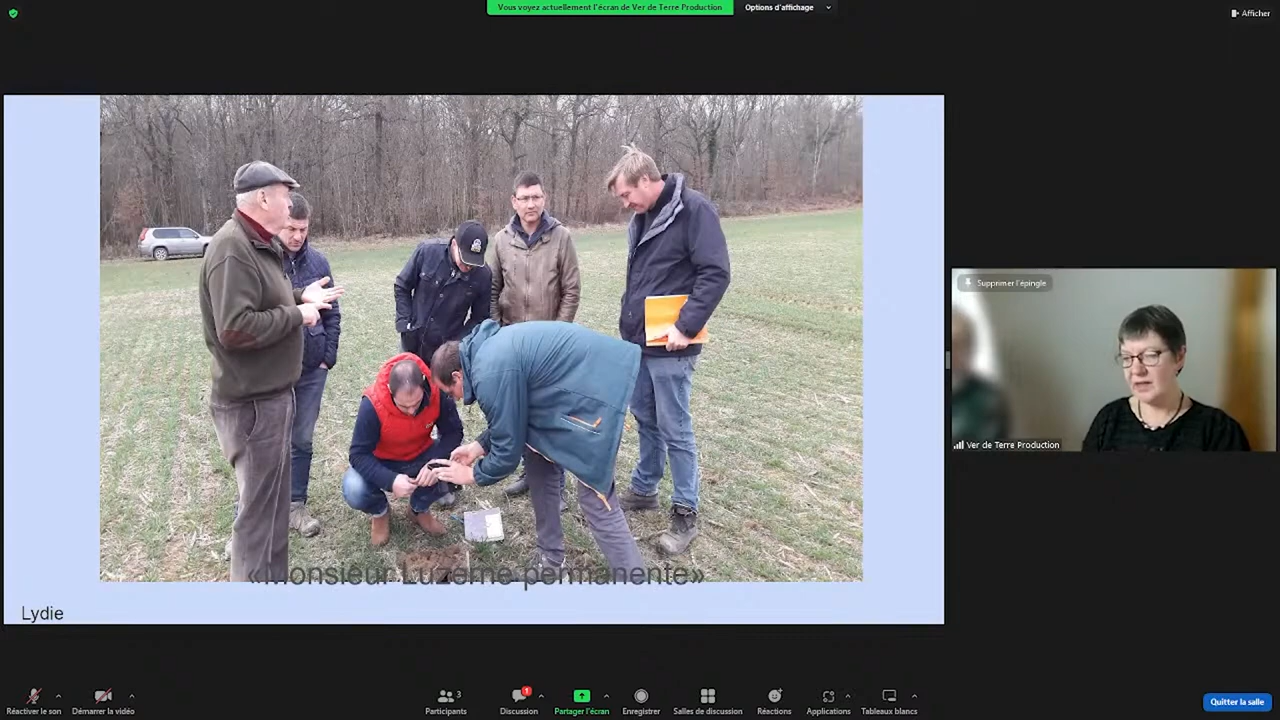 Vous voyez actuellement l'écran de Ver de Terre Production
Options d'affichage
Afficher
Supprimer l'épingle
Ver de Terre Production
«Monsieur Luzerne permanente»
Lydie
Réactiver le son
Démarrer la vidéo
3
Participants
1
Discussion
Partager l'écran
Enregistrer
Salles de discussion
Réactions
Applications
Tableaux blancs
Quitter la salle